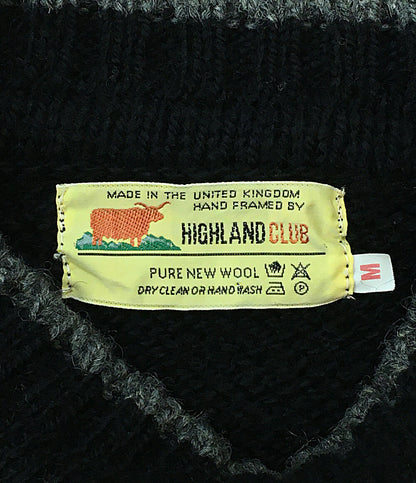 MADE IN THE UNITED KINGDOM
HAND FRAMED BY
HIGHLAND CLUB
PURE NEW WOOL
DRY CLEAN OR HAND WASH
P
M